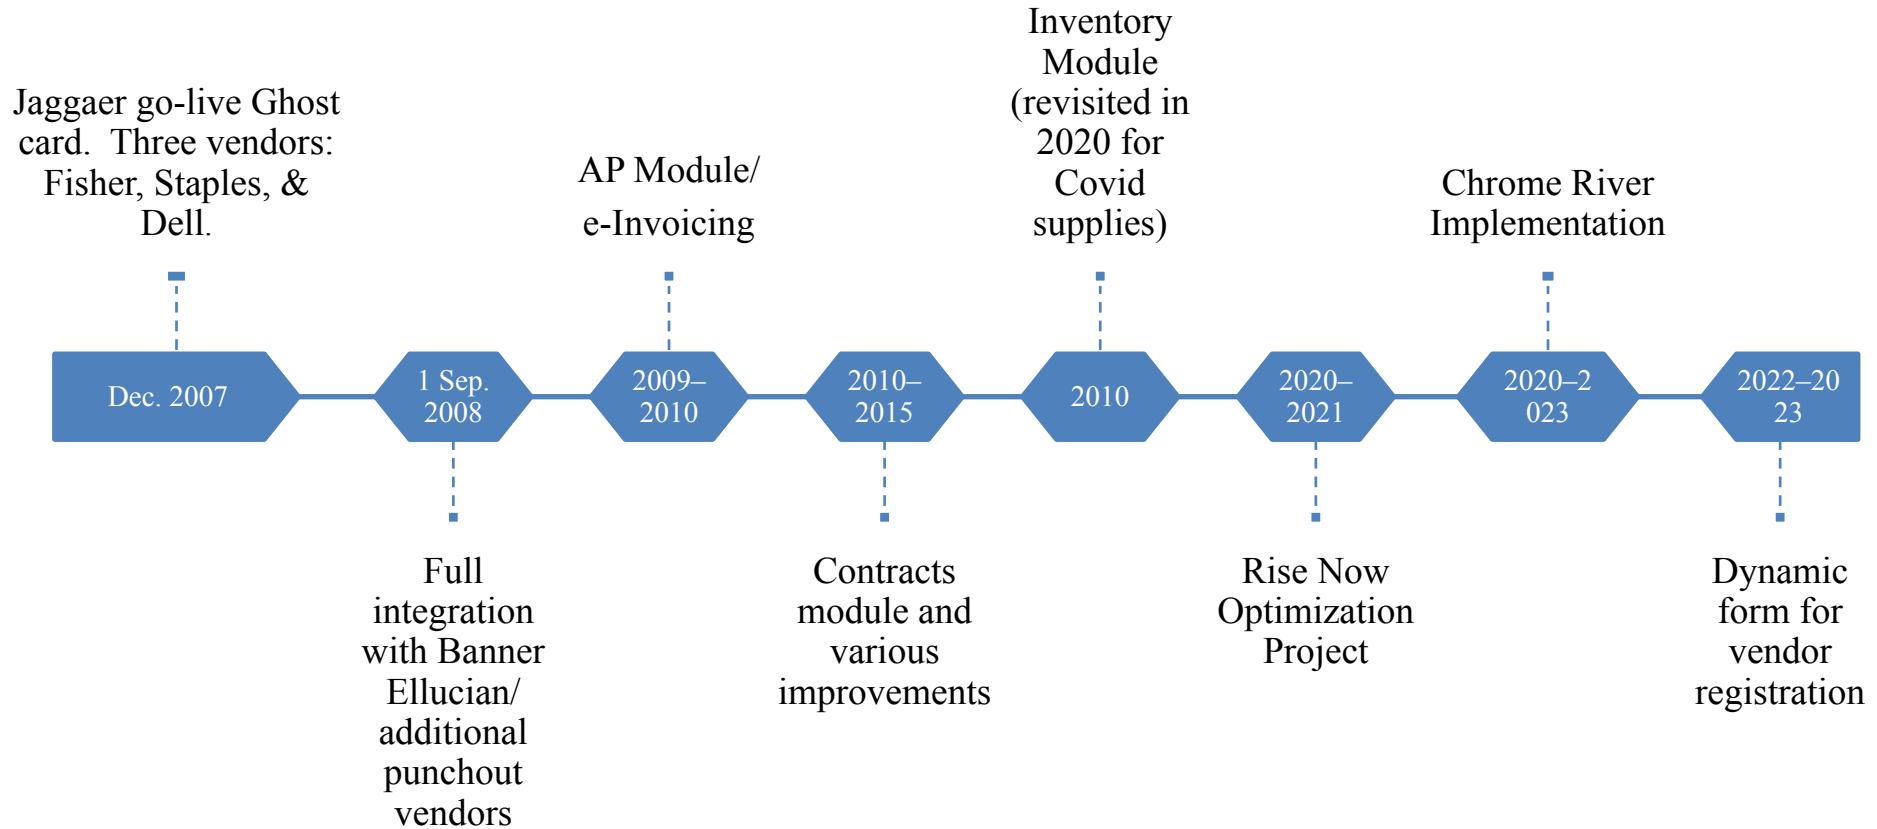 Jaggaer go-live Ghost
card.  Three vendors:
Fisher, Staples, &
Dell.
AP Module/
e-Invoicing
Inventory
Module
(revisited in
2020 for
Covid
supplies)
Chrome River
Implementation
Dec. 2007
1 Sep.
2008
2009–
2010
2010–
2015
2010
2020–
2021
2020–2
023
2022–20
23
Full
integration
with Banner
Ellucian/
additional
punchout
vendors
Contracts
module and
various
improvements
Rise Now
Optimization
Project
Dynamic
form for
vendor
registration